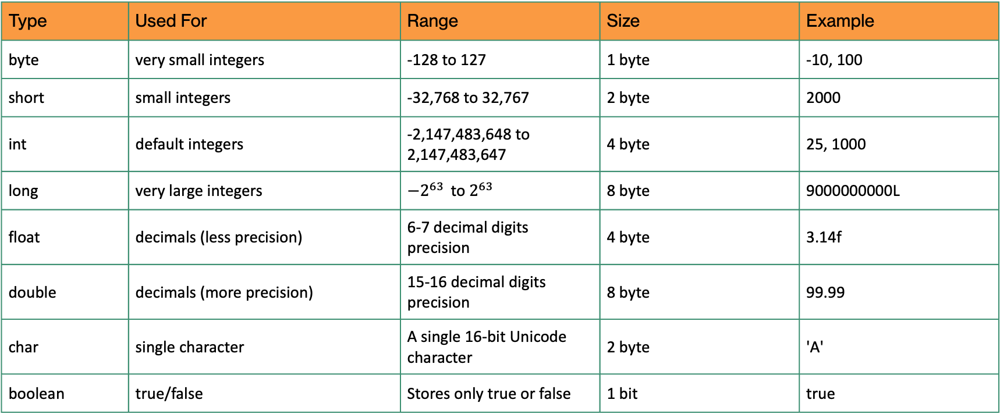 Type Used For Range Size Example
byte very small integers -128 to 127 1 byte -10, 100
short small integers -32,768 to 32,767 2 byte 2000
int default integers -2,147,483,648 to
2,147,483,647 4 byte 25, 1000
long very large integers −2⁶³ to 2⁶³ 8 byte 9000000000L
float decimals (less precision) 6-7 decimal digits
precision 4 byte 3.14f
double decimals (more precision) 15-16 decimal digits
precision 8 byte 99.99
char single character A single 16-bit Unicode
character 2 byte 'A'
boolean true/false Stores only true or false 1 bit true